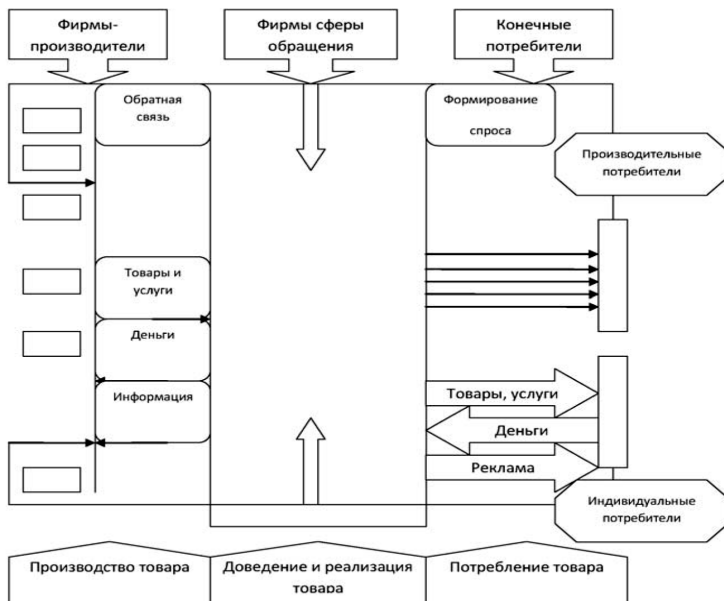 Фирмы-
производители
Фирмы сферы
обращения
Конечные
потребители
Обратная
связь
Формирование
спроса
Производительные
потребители
Товары и
услуги
Деньги
Информация
Товары, услуги
Деньги
Реклама
Индивидуальные
потребители
Производство товара
Доведение и реализация
товара
Потребление товара